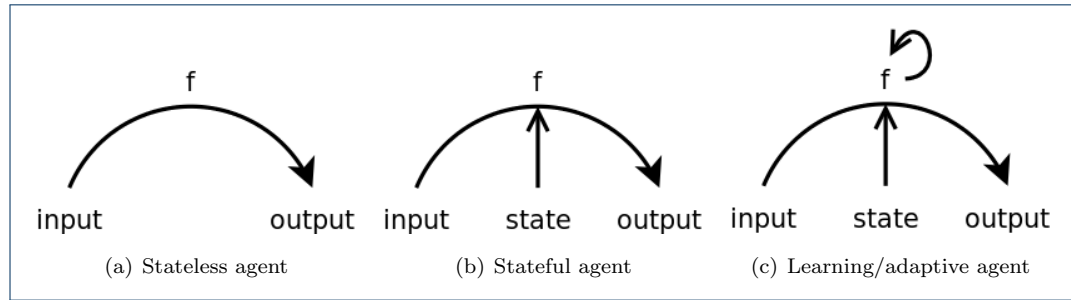 f
input output
(a) Stateless agent
f
input state output
(b) Stateful agent
f
input state output
(c) Learning/adaptive agent